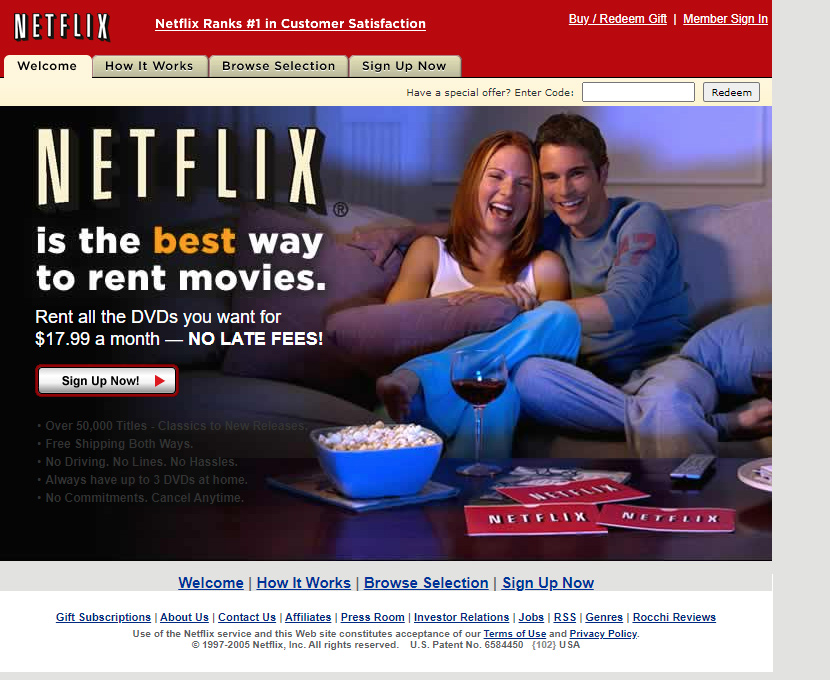 NETFLIX
Netflix Ranks #1 in Customer Satisfaction
Buy / Redeem Gift | Member Sign In
Welcome How It Works Browse Selection Sign Up Now
Have a special offer? Enter Code: Redeem
NETFLIX®
is the best way
to rent movies.
Rent all the DVDs you want for
$17.99 a month — NO LATE FEES!
Sign Up Now!
• Over 50,000 Titles - Classics to New Releases.
• Free Shipping Both Ways.
• No Driving. No Lines. No Hassles.
• Always have up to 3 DVDs at home.
• No Commitments. Cancel Anytime.
NETFLIX
NETFLIX
NETFLIX
Welcome | How It Works | Browse Selection | Sign Up Now
Gift Subscriptions | About Us | Contact Us | Affiliates | Press Room | Investor Relations | Jobs | RSS | Genres | Rocchi Reviews
Use of the Netflix service and this Web site constitutes acceptance of our Terms of Use and Privacy Policy.
© 1997-2005 Netflix, Inc. All rights reserved. U.S. Patent No. 6584450 {102} USA